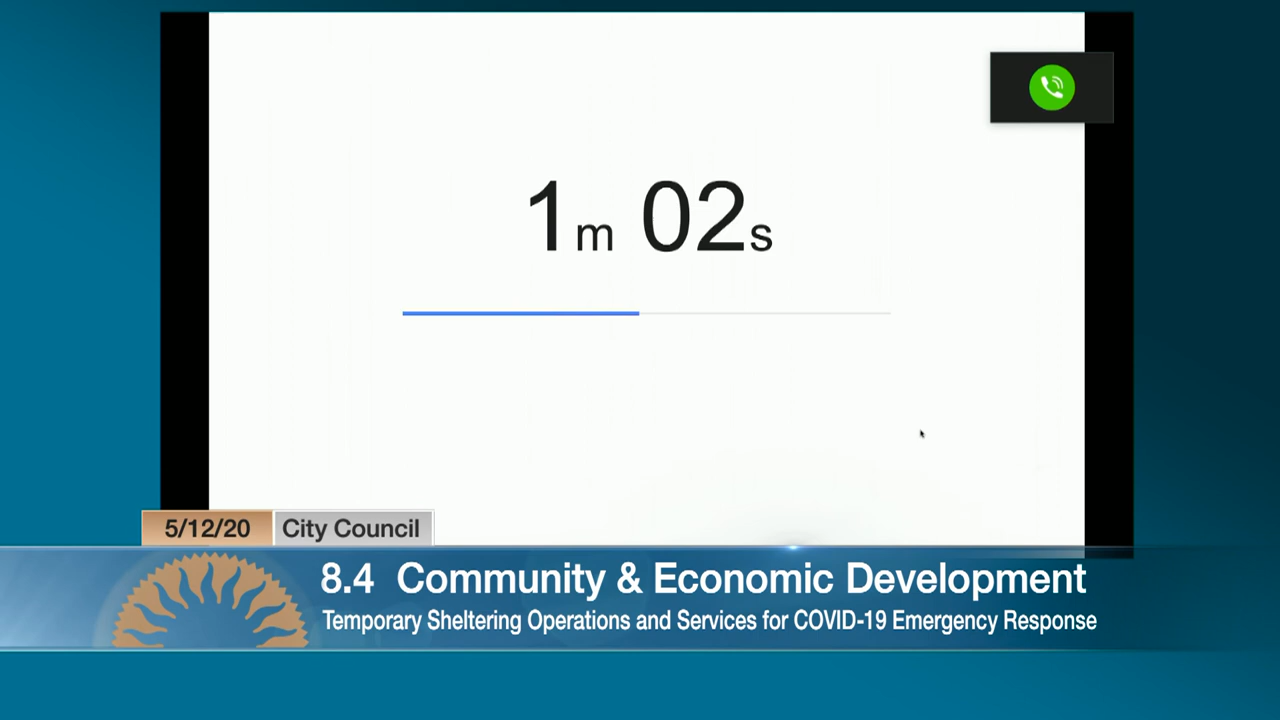 1m 02s
5/12/20 City Council
8.4 Community & Economic Development
Temporary Sheltering Operations and Services for COVID-19 Emergency Response